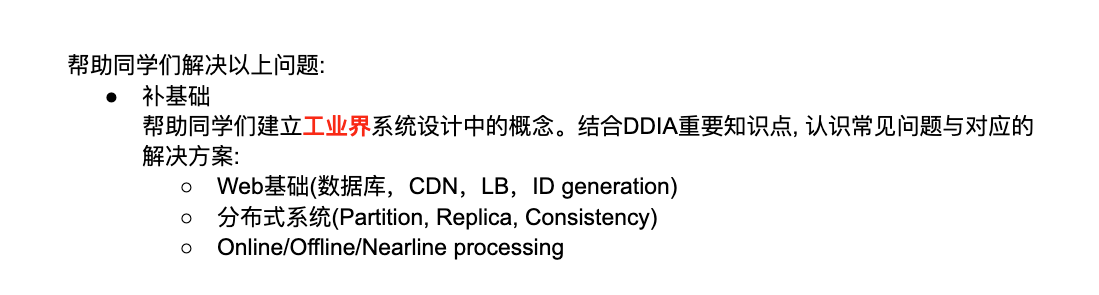 帮助同学们解决以上问题:
● 补基础
帮助同学们建立工业界系统设计中的概念。结合DDIA重要知识点, 认识常见问题与对应的
解决方案:
○ Web基础(数据库，CDN，LB，ID generation)
○ 分布式系统(Partition, Replica, Consistency)
○ Online/Offline/Nearline processing